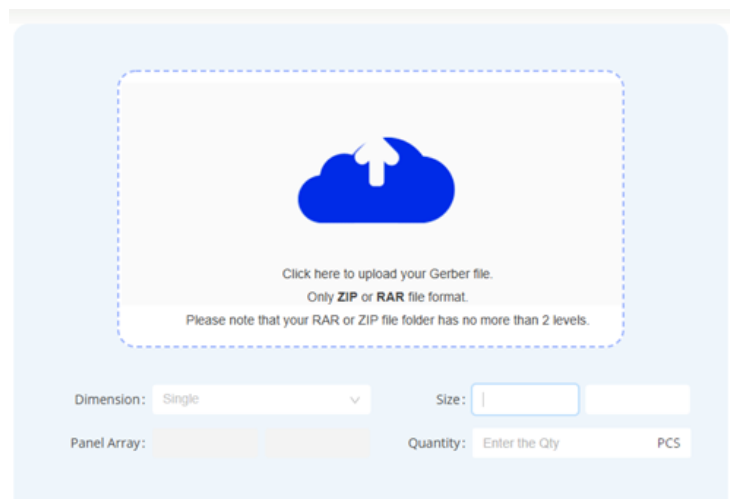 Click here to upload your Gerber file.
Only ZIP or RAR file format.
Please note that your RAR or ZIP file folder has no more than 2 levels.
Dimension: Single Size:
Panel Array: Quantity: Enter the Qty PCS